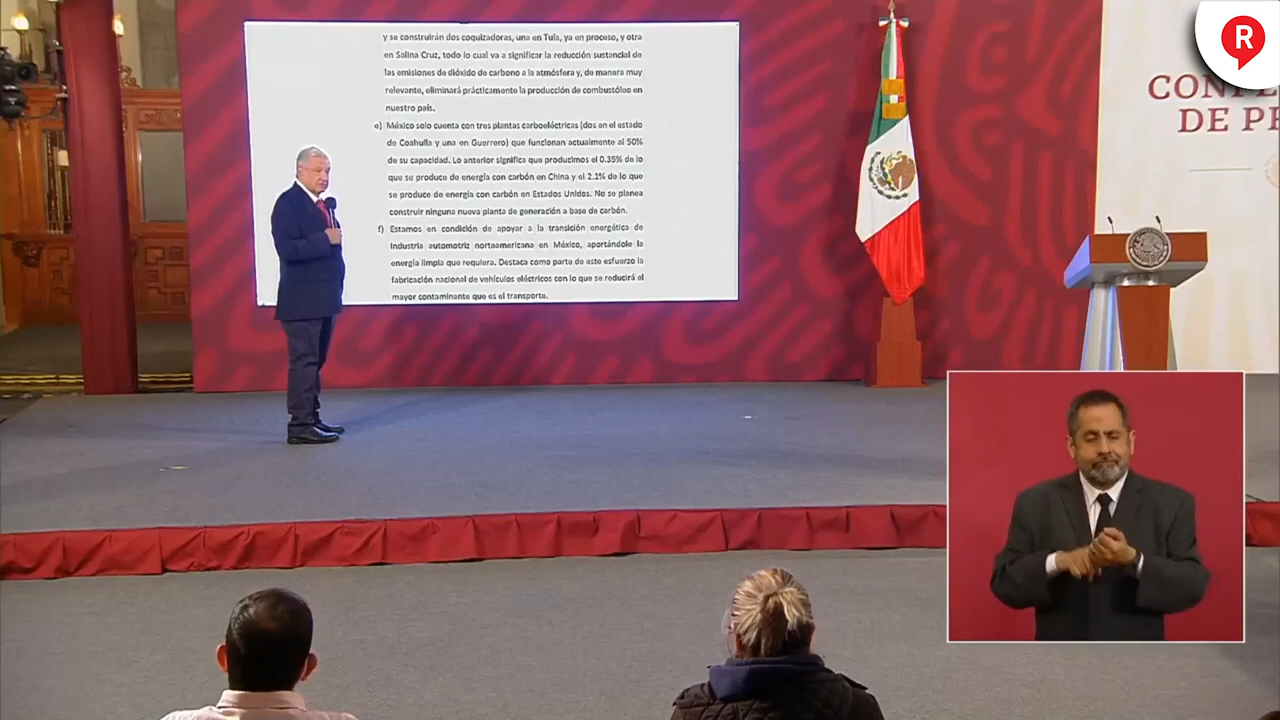 y se construirán dos coquizadoras, una en Tula, ya en proceso, y otra
en Salina Cruz, todo lo cual va a significar la reducción sustancial de
las emisiones de dióxido de carbono a la atmósfera y, de manera muy
relevante, eliminará prácticamente la producción de combustóleo en
nuestro país.
e) México solo cuenta con tres plantas carboeléctricas (dos en el estado
de Coahuila y una en Guerrero) que funcionan actualmente al 50%
de su capacidad. Lo anterior significa que producimos el 0.35% de lo
que se produce de energía con carbón en China y el 2.1% de lo que
se produce de energía con carbón en Estados Unidos. No se planea
construir ninguna nueva planta de generación a base de carbón.
f) Estamos en condición de apoyar a la transición energética de
industria automotriz norteamericana en México, aportándole la
energía limpia que requiera. Destaca como parte de este esfuerzo la
fabricación nacional de vehículos eléctricos con lo que se reducirá el
mayor contaminante que es el transporte.
R
DE PR